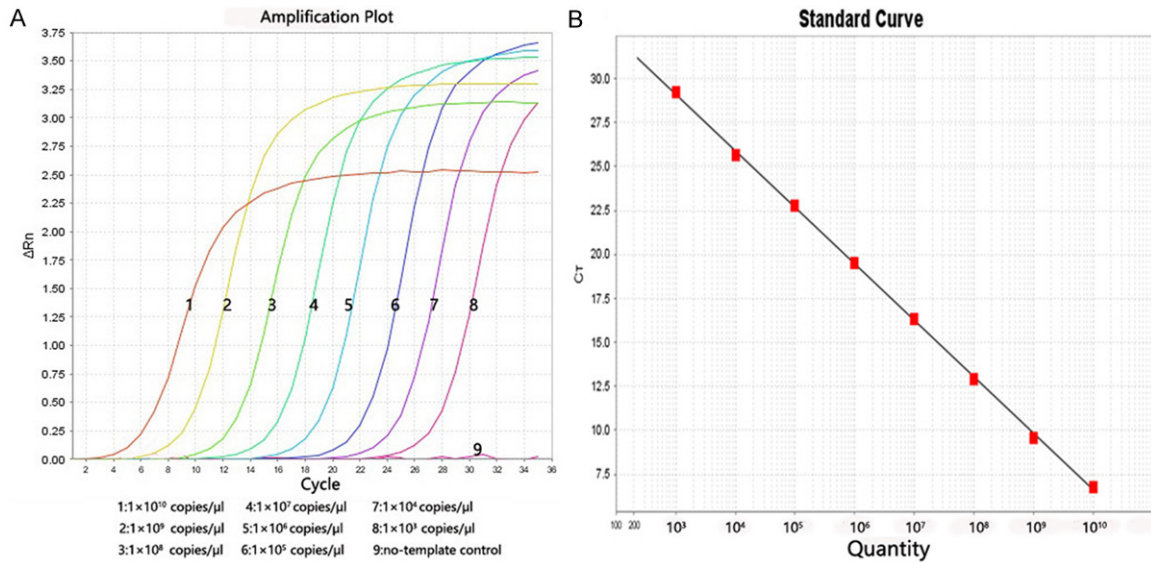 A
Amplification Plot
3.75
3.50
3.25
3.00
2.75
2.50
2.25
2.00
1.75
1.50
1.25
1.00
0.75
0.50
0.25
0.00
ΔRn
1 2 3 4 5 6 7 8
9
2 4 6 8 10 12 14 16 18 20 22 24 26 28 30 32 34 36
Cycle
1:1×10¹⁰ copies/μl 4:1×10⁷ copies/μl 7:1×10⁴ copies/μl
2:1×10⁹ copies/μl 5:1×10⁶ copies/μl 8:1×10³ copies/μl
3:1×10⁸ copies/μl 6:1×10⁵ copies/μl 9:no-template control
B
Standard Curve
30.0
27.5
25.0
22.5
20.0
17.5
15.0
12.5
10.0
7.5
Cт
100 200 10³ 10⁴ 10⁵ 10⁶ 10⁷ 10⁸ 10⁹ 10¹⁰
Quantity